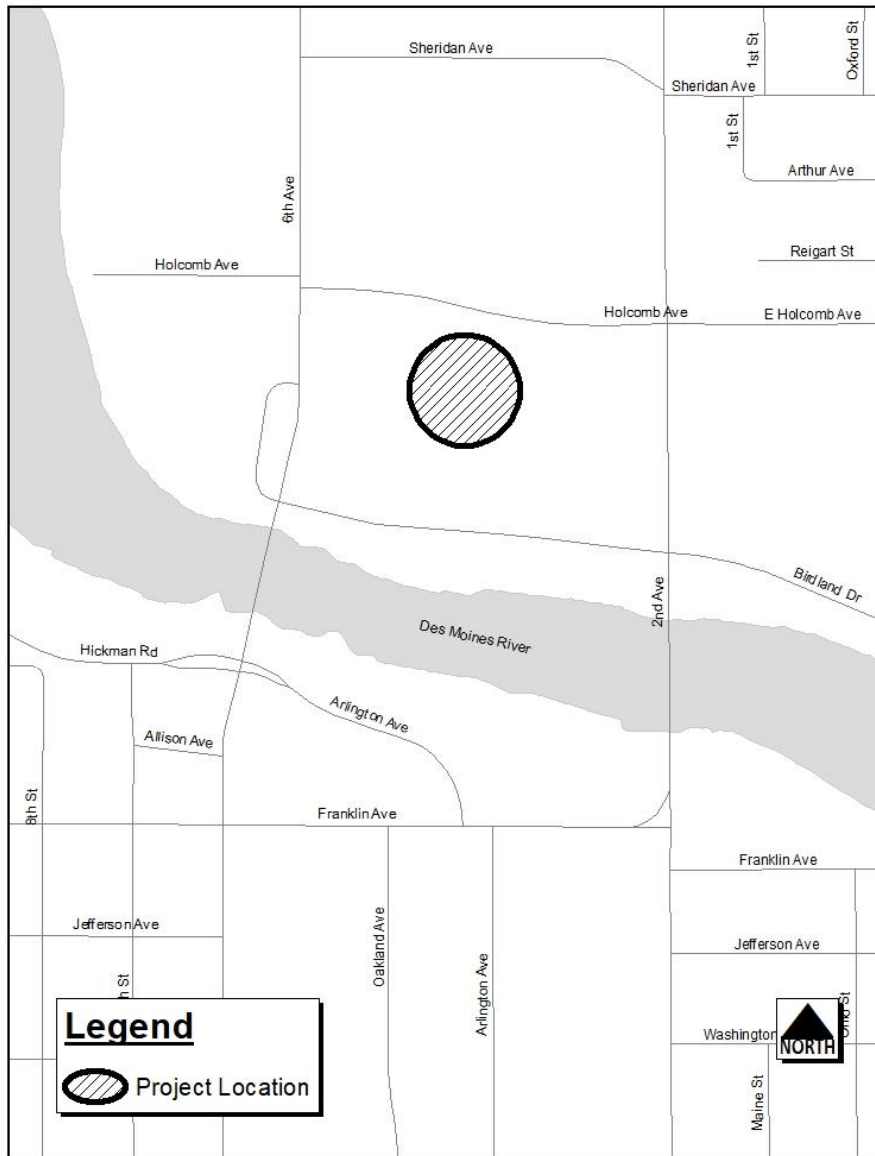 Sheridan Ave
1st St
Oxford St
Sheridan Ave
1st St
Arthur Ave
6th Ave
Reigart St
Holcomb Ave
Holcomb Ave
E Holcomb Ave
Birdland Dr
2nd Ave
Des Moines River
Hickman Rd
Arlington Ave
Allison Ave
8th St
Franklin Ave
Franklin Ave
Jefferson Ave
Oakland Ave
Arlington Ave
Jefferson Ave
h St
Washington
NORTH
Maine St
Legend
Project Location